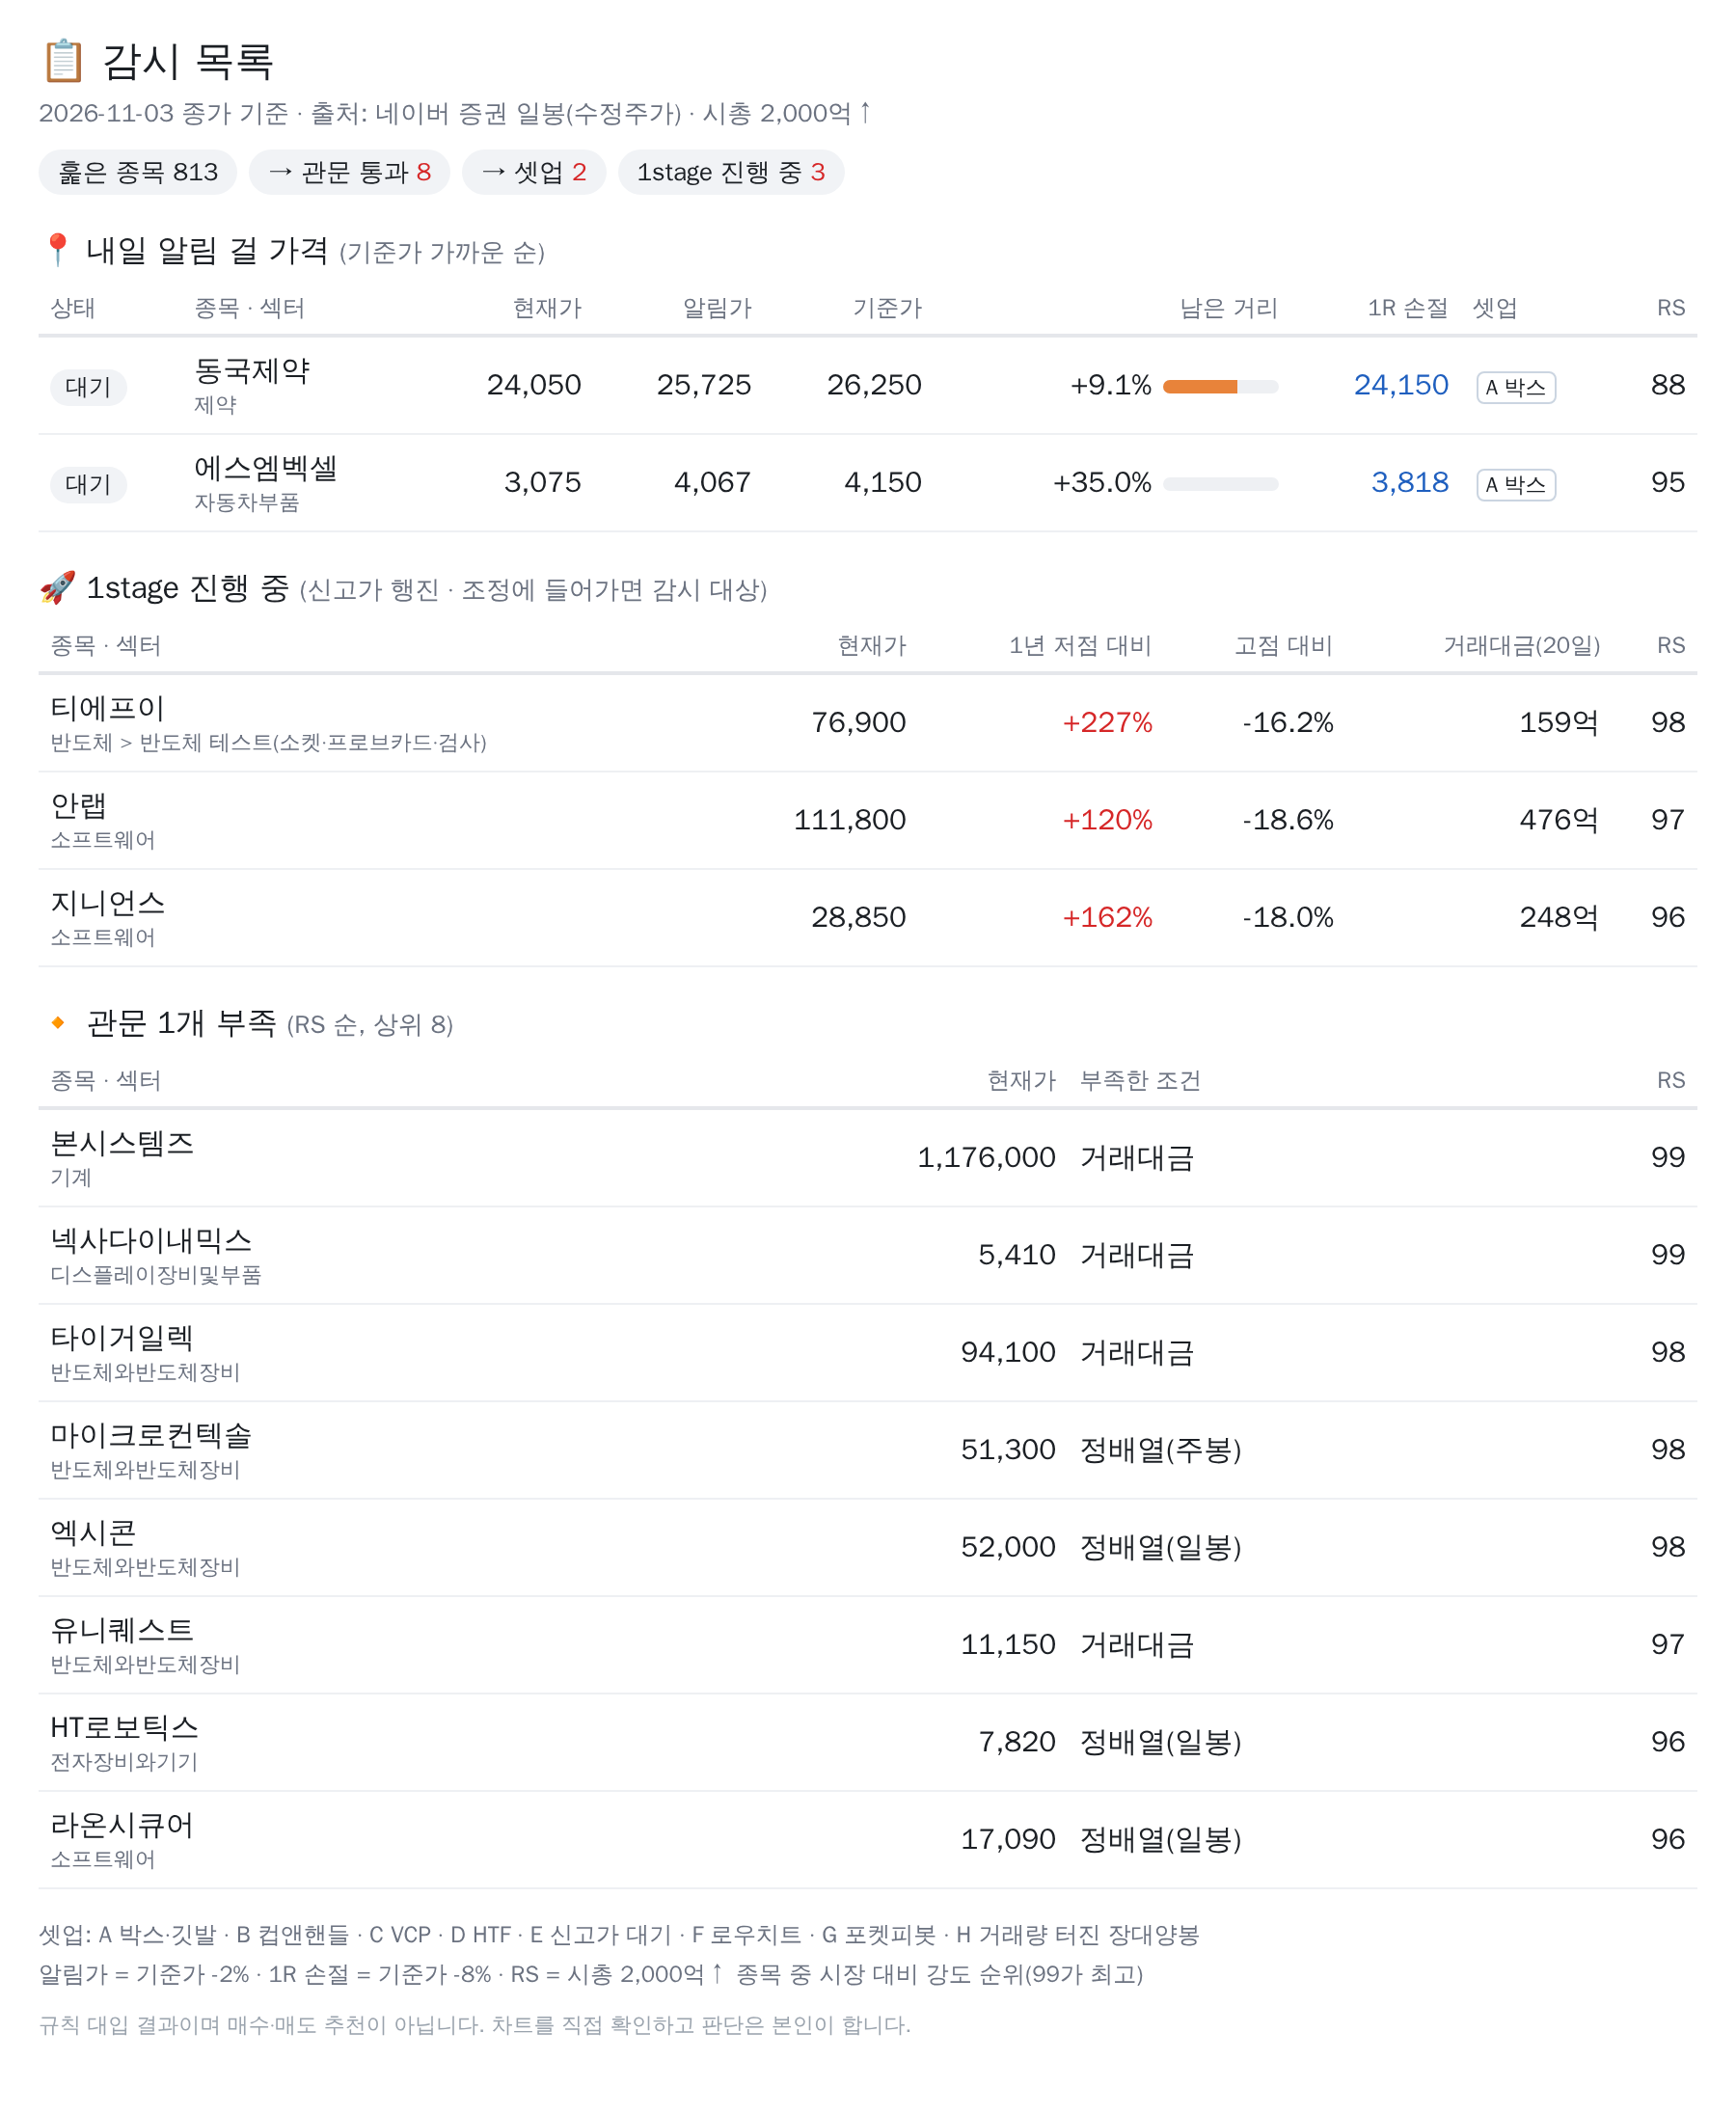 📋 감시 목록
2026-11-03 종가 기준 · 출처: 네이버 증권 일봉(수정주가) · 시총 2,000억↑
훑은 종목 813 → 관문 통과 8 → 셋업 2 1stage 진행 중 3
📍 내일 알림 걸 가격 (기준가 가까운 순)
상태 종목 · 섹터 현재가 알림가 기준가 남은 거리 1R 손절 셋업 RS
대기 동국제약 24,050 25,725 26,250 +9.1% 24,150 A 박스 88
제약
대기 에스엠벡셀 3,075 4,067 4,150 +35.0% 3,818 A 박스 95
자동차부품
🚀 1stage 진행 중 (신고가 행진 · 조정에 들어가면 감시 대상)
종목 · 섹터 현재가 1년 저점 대비 고점 대비 거래대금(20일) RS
티에프이 76,900 +227% -16.2% 159억 98
반도체 > 반도체 테스트(소켓·프로브카드·검사)
안랩 111,800 +120% -18.6% 476억 97
소프트웨어
지니언스 28,850 +162% -18.0% 248억 96
소프트웨어
🔸 관문 1개 부족 (RS 순, 상위 8)
종목 · 섹터 현재가 부족한 조건 RS
본시스템즈 1,176,000 거래대금 99
기계
넥사다이내믹스 5,410 거래대금 99
디스플레이장비및부품
타이거일렉 94,100 거래대금 98
반도체와반도체장비
마이크로컨텍솔 51,300 정배열(주봉) 98
반도체와반도체장비
엑시콘 52,000 정배열(일봉) 98
반도체와반도체장비
유니퀘스트 11,150 거래대금 97
반도체와반도체장비
HT로보틱스 7,820 정배열(일봉) 96
전자장비와기기
라온시큐어 17,090 정배열(일봉) 96
소프트웨어
셋업: A 박스·깃발 · B 컵앤핸들 · C VCP · D HTF · E 신고가 대기 · F 로우치트 · G 포켓피봇 · H 거래량 터진 장대양봉
알림가 = 기준가 -2% · 1R 손절 = 기준가 -8% · RS = 시총 2,000억↑ 종목 중 시장 대비 강도 순위(99가 최고)
규칙 대입 결과이며 매수·매도 추천이 아닙니다. 차트를 직접 확인하고 판단은 본인이 합니다.